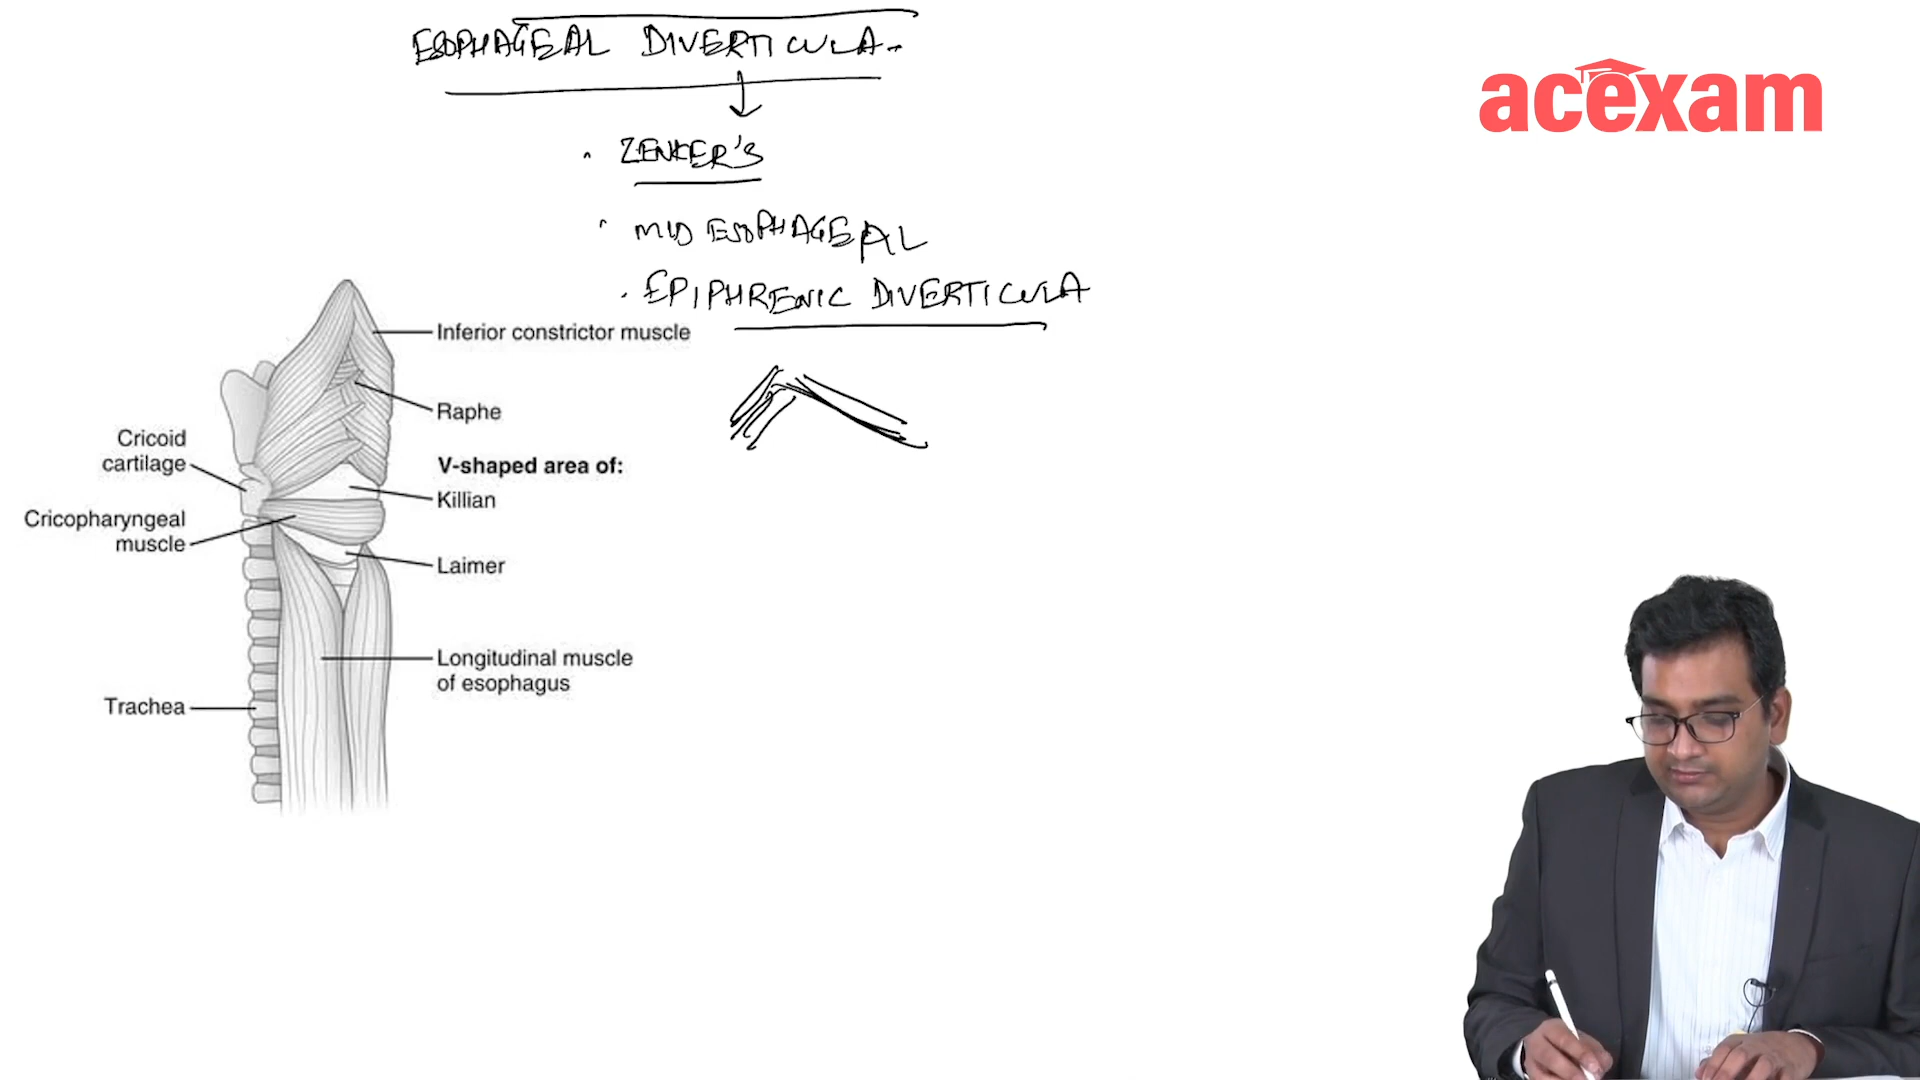 ESOPHAGEAL DIVERTICULA
acexam
ZENKER'S
MID ESOPHAGEAL
EPIPHRENIC DIVERTICULA
Inferior constrictor muscle
Raphe
Cricoid
cartilage
V-shaped area of:
Killian
Cricopharyngeal
muscle
Laimer
Longitudinal muscle
of esophagus
Trachea